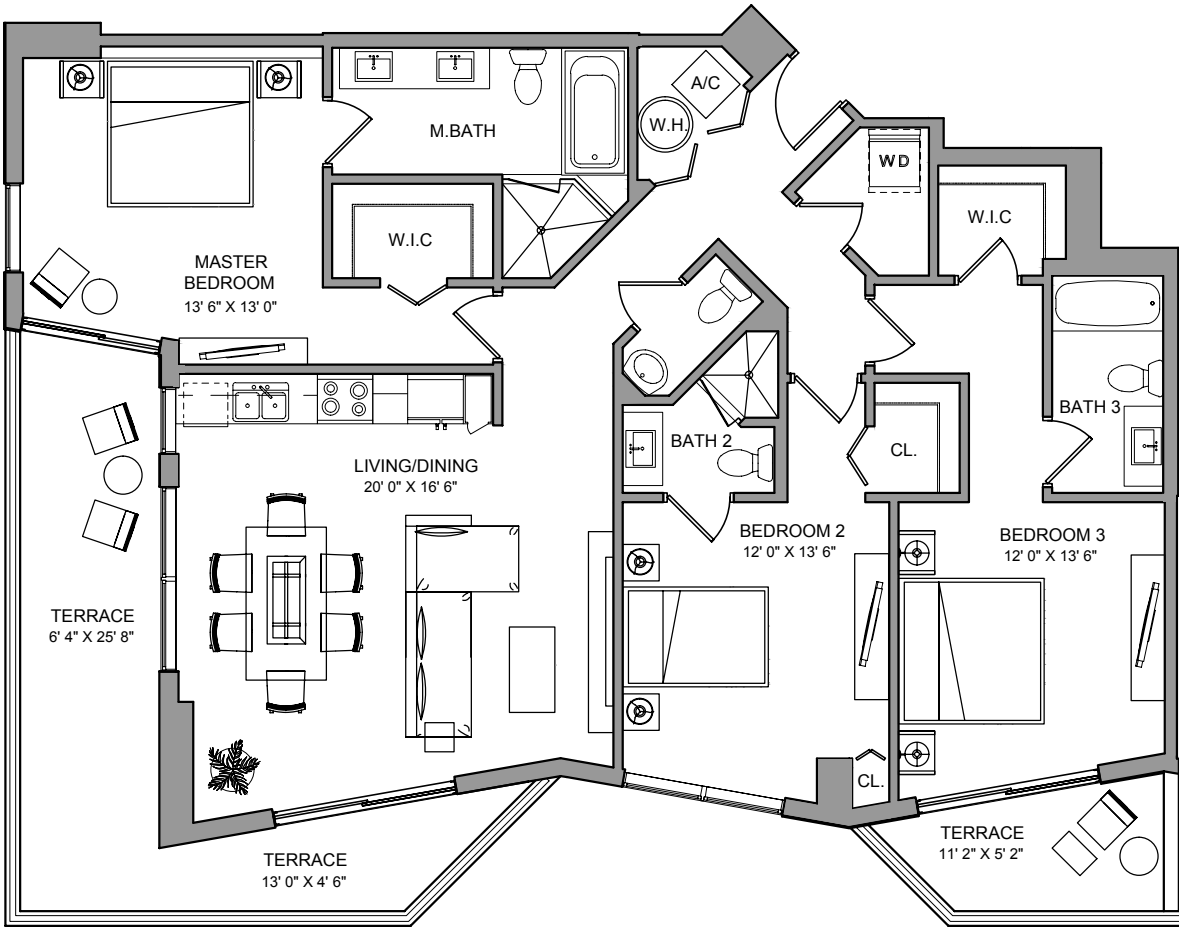 A/C
W.H.
M.BATH
WD
W.I.C
W.I.C
MASTER
BEDROOM
13' 6" X 13' 0"
BATH 3
BATH 2
CL.
LIVING/DINING
20' 0" X 16' 6"
BEDROOM 2
12' 0" X 13' 6"
BEDROOM 3
12' 0" X 13' 6"
TERRACE
6' 4" X 25' 8"
CL.
TERRACE
11' 2" X 5' 2"
TERRACE
13' 0" X 4' 6"